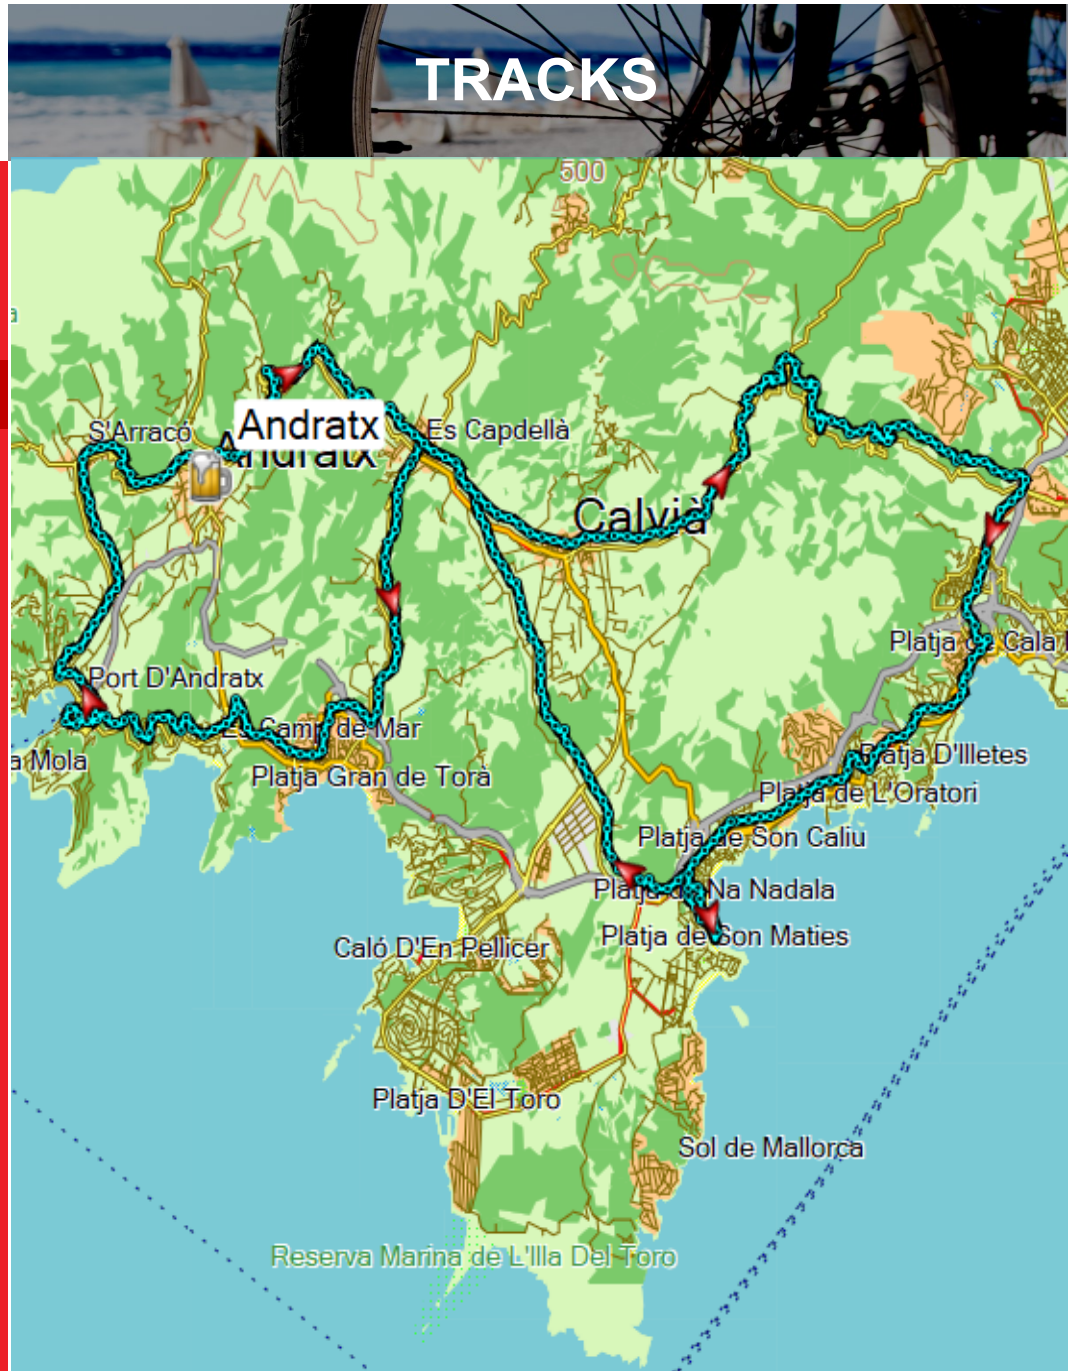 TRACKS
500
S'Arracó
Andratx
Andratx
Es Capdellà
Calvià
Platja de Cala
Port D'Andratx
Es Camp de Mar
a Mola
Platja D'Illetes
Platja Gran de Torà
Platja de L'Oratori
Platja de Son Caliu
Platja de Na Nadala
Platja de Son Maties
Caló D'En Pellicer
Platja D'El Toro
Sol de Mallorca
Reserva Marina de L'Illa Del Toro